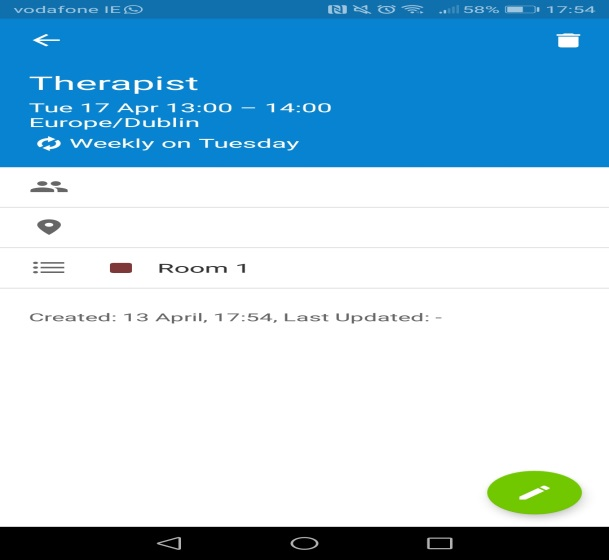 vodafone IE
58% 17:54
Therapist
Tue 17 Apr 13:00 – 14:00
Europe/Dublin
Weekly on Tuesday
Room 1
Created: 13 April, 17:54, Last Updated: -